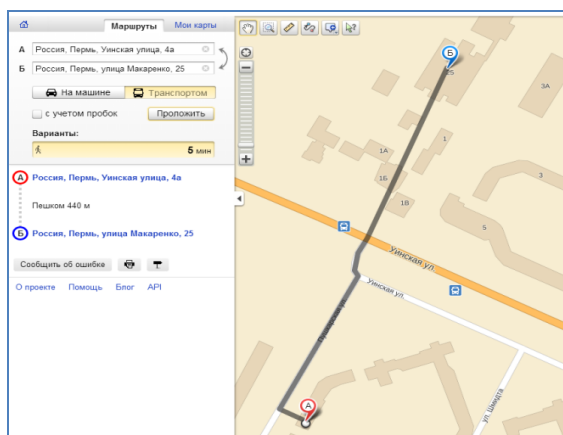 Маршруты Мои карты
А Россия, Пермь, Уинская улица, 4а
Б Россия, Пермь, улица Макаренко, 25
На машине Транспортом
с учетом пробок Проложить
Варианты:
5 мин
А Россия, Пермь, Уинская улица, 4а
Пешком 440 м
Б Россия, Пермь, улица Макаренко, 25
Сообщить об ошибке
О проекте Помощь Блог API
Б
25
3А
1А
1
1Б
3
1В
5
Уинская ул.
Уинская ул.
ул. Шмидта
А